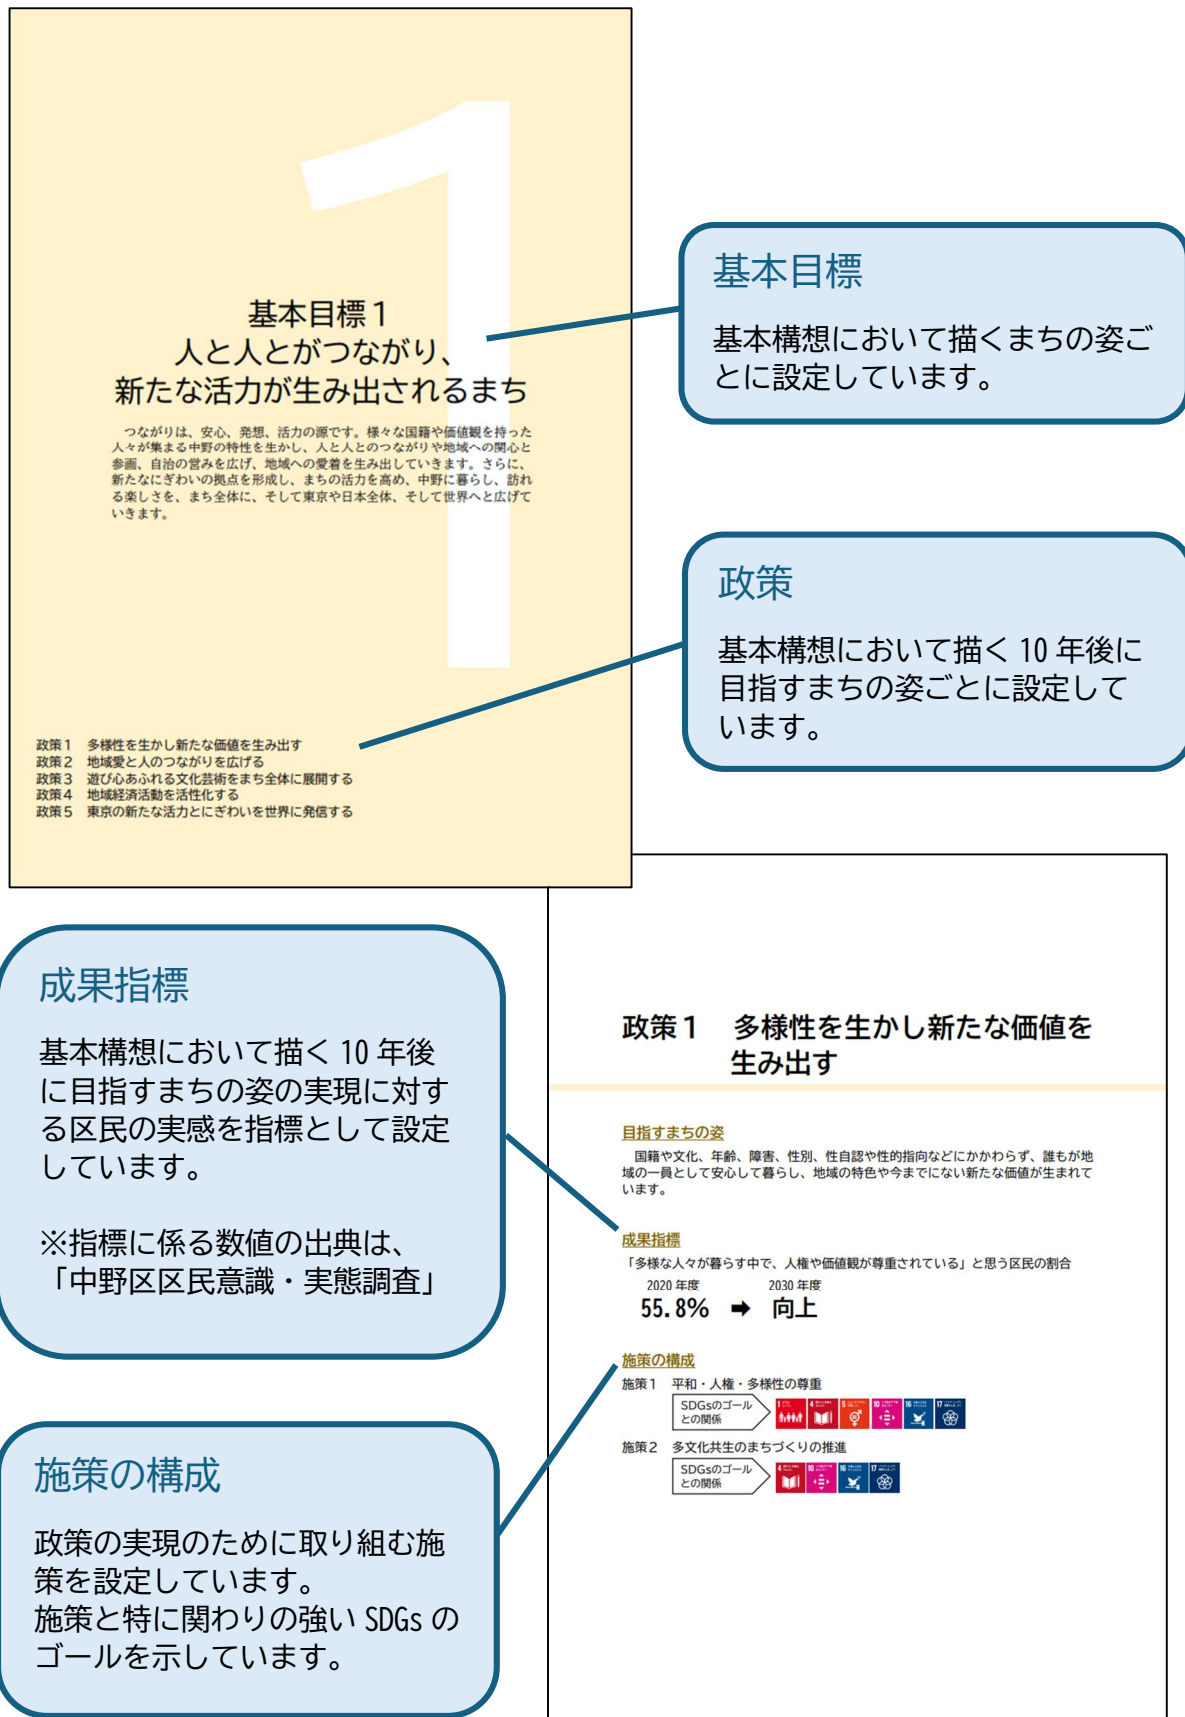 1
基本目標1
人と人とがつながり、
新たな活力が生み出されるまち
つながりは、安心、発想、活力の源です。様々な国籍や価値観を持った
人々が集まる中野の特性を生かし、人と人とのつながりや地域への関心と
参画、自治の営みを広げ、地域への愛着を生み出していきます。さらに、
新たなにぎわいの拠点を形成し、まちの活力を高め、中野に暮らし、訪れ
る楽しさを、まち全体に、そして東京や日本全体、そして世界へと広げて
いきます。
政策1 多様性を生かし新たな価値を生み出す
政策2 地域愛と人のつながりを広げる
政策3 遊び心あふれる文化芸術をまち全体に展開する
政策4 地域経済活動を活性化する
政策5 東京の新たな活力とにぎわいを世界に発信する
基本目標
基本構想において描くまちの姿ご
とに設定しています。
政策
基本構想において描く 10 年後に
目指すまちの姿ごとに設定して
います。
成果指標
基本構想において描く 10 年後
に目指すまちの姿の実現に対す
る区民の実感を指標として設定
しています。
※指標に係る数値の出典は、
「中野区区民意識・実態調査」
施策の構成
政策の実現のために取り組む施
策を設定しています。
施策と特に関わりの強い SDGs の
ゴールを示しています。
政策1 多様性を生かし新たな価値を
生み出す
目指すまちの姿
国籍や文化、年齢、障害、性別、性自認や性的指向などにかかわらず、誰もが地
域の一員として安心して暮らし、地域の特色や今までにない新たな価値が生まれて
います。
成果指標
「多様な人々が暮らす中で、人権や価値観が尊重されている」と思う区民の割合
2020 年度 2030 年度
55.8% ➡ 向上
施策の構成
施策1 平和・人権・多様性の尊重
SDGsのゴール
との関係
1 4 5 10 16 17
施策2 多文化共生のまちづくりの推進
SDGsのゴール
との関係
4 10 16 17